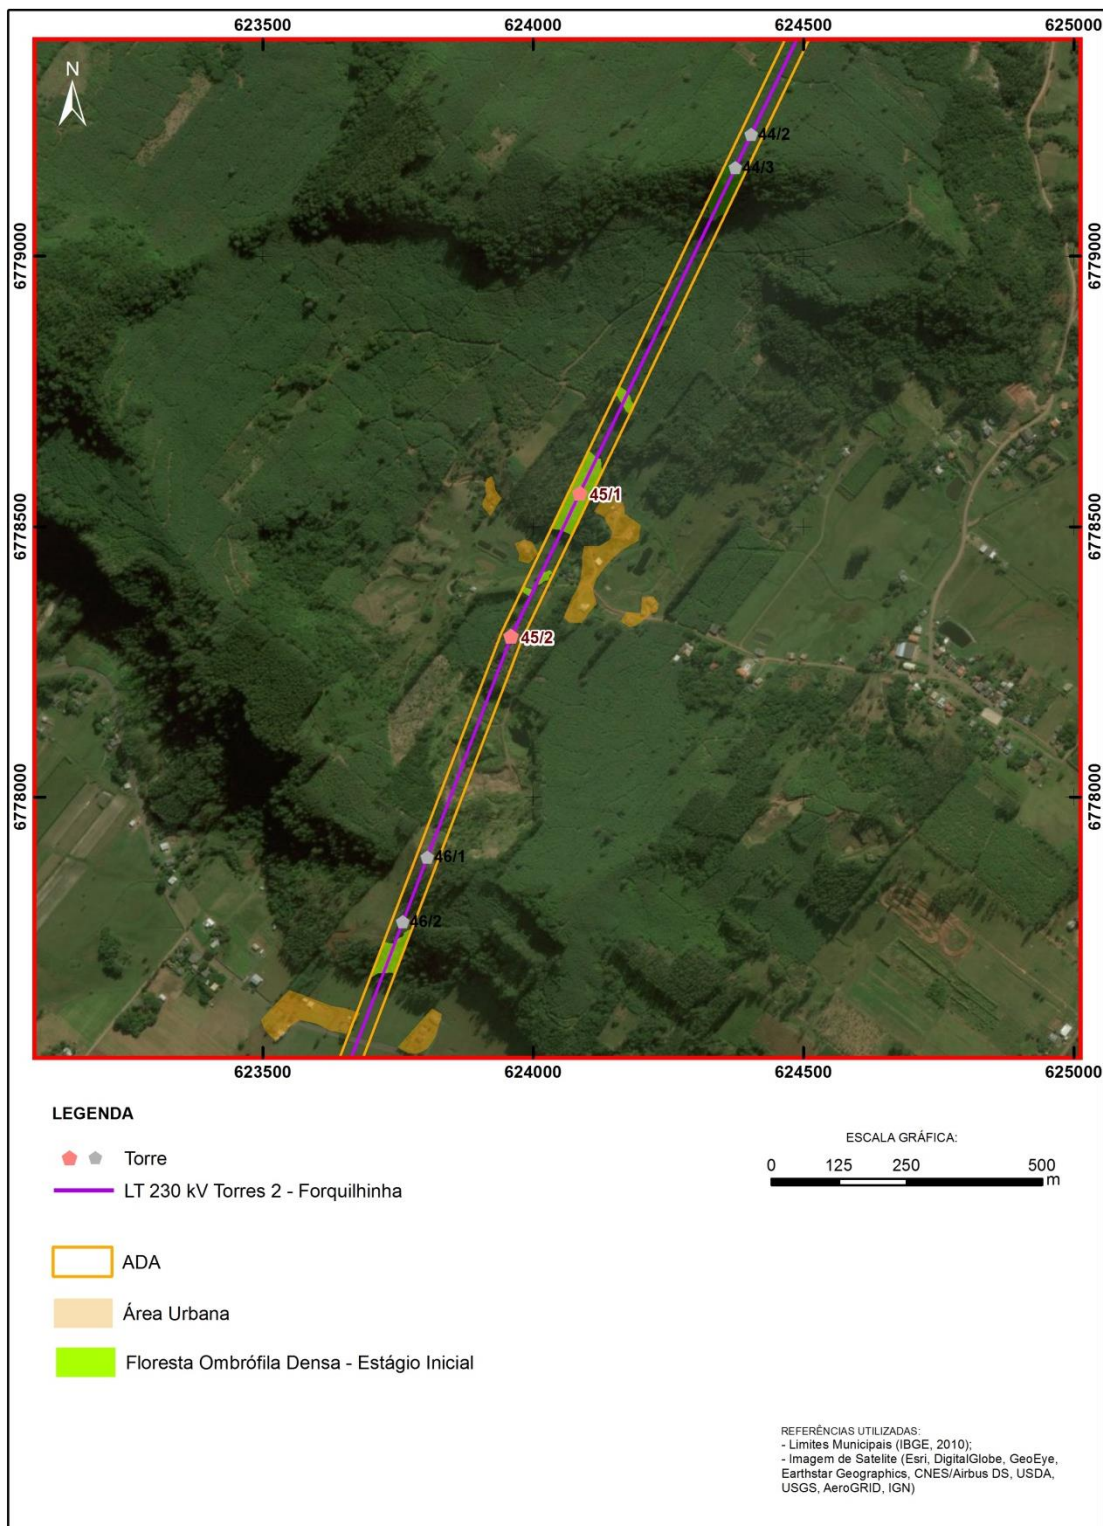 623500
624000
624500
625000
N
44/2
44/3
6779000
6779000
45/1
6778500
6778500
45/2
6778000
6778000
46/1
46/2
623500
624000
624500
625000
LEGENDA
Torre
LT 230 kV Torres 2 - Forquilhinha
ADA
Área Urbana
Floresta Ombrófila Densa - Estágio Inicial
ESCALA GRÁFICA:
0 125 250 500
m
REFERÊNCIAS UTILIZADAS:
- Limites Municipais (IBGE, 2010);
- Imagem de Satelite (Esri, DigitalGlobe, GeoEye,
Earthstar Geographics, CNES/Airbus DS, USDA,
USGS, AeroGRID, IGN)